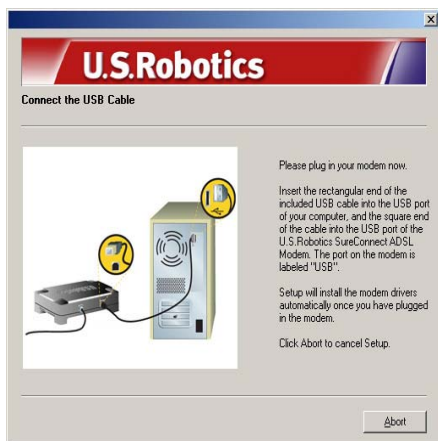 U.S.Robotics
Connect the USB Cable
Please plug in your modem now.
Insert the rectangular end of the
included USB cable into the USB port
of your computer, and the square end
of the cable into the USB port of the
U.S.Robotics SureConnect ADSL
Modem. The port on the modem is
labeled "USB".
Setup will install the modem drivers
automatically once you have plugged
in the modem.
Click Abort to cancel Setup.
Abort